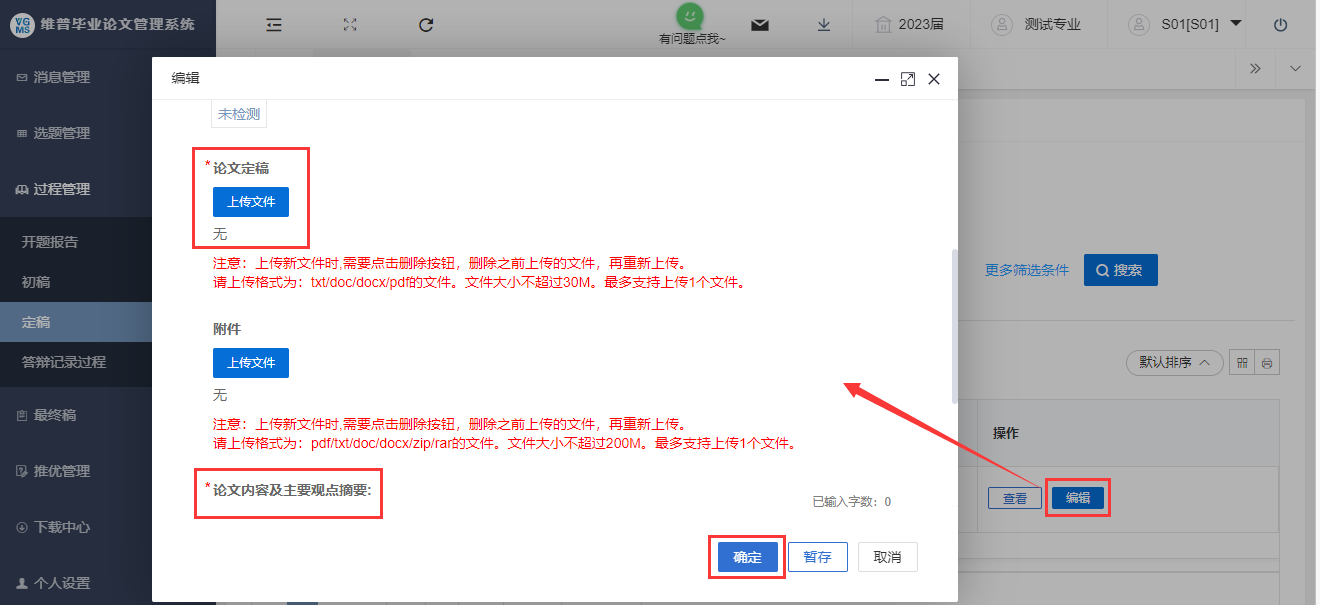 VG
MS
维普毕业论文管理系统
有问题点我~
2023届
测试专业
S01[S01]
消息管理
选题管理
过程管理
开题报告
初稿
定稿
答辩记录过程
最终稿
推优管理
下载中心
个人设置
编辑
未检测
*论文定稿
上传文件
无
注意：上传新文件时,需要点击删除按钮，删除之前上传的文件，再重新上传。
请上传格式为：txt/doc/docx/pdf的文件。文件大小不超过30M。最多支持上传1个文件。
附件
上传文件
无
注意：上传新文件时,需要点击删除按钮，删除之前上传的文件，再重新上传。
请上传格式为：pdf/txt/doc/docx/zip/rar的文件。文件大小不超过200M。最多支持上传1个文件。
*论文内容及主要观点摘要:
已输入字数：0
确定
暂存
取消
更多筛选条件
搜索
默认排序
操作
查看
编辑